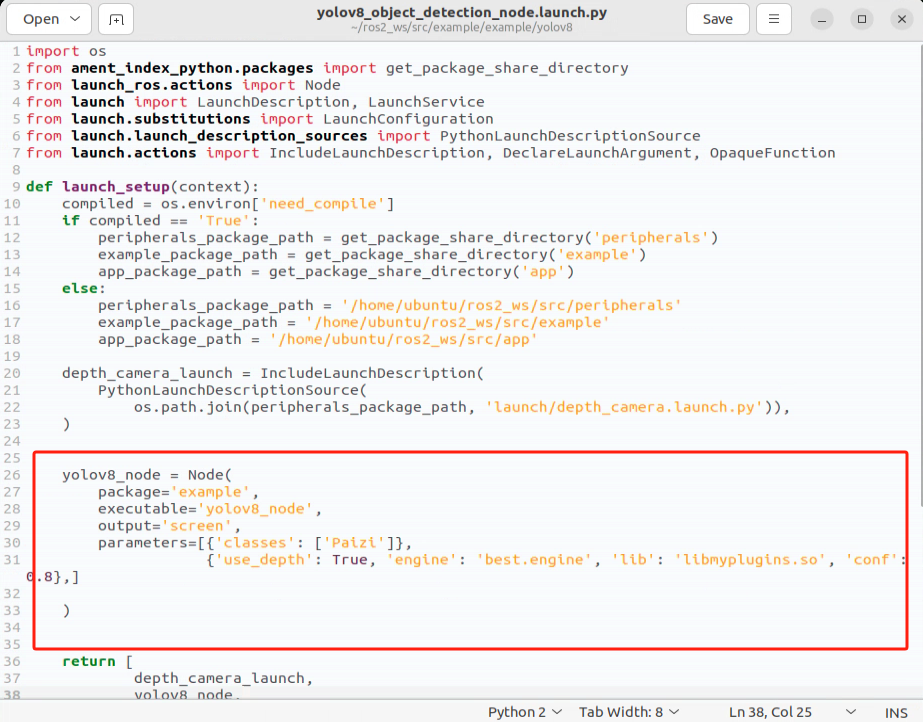 Open
yolov8_object_detection_node.launch.py
~/ros2_ws/src/example/example/yolov8
Save
1 import os
2 from ament_index_python.packages import get_package_share_directory
3 from launch_ros.actions import Node
4 from launch import LaunchDescription, LaunchService
5 from launch.substitutions import LaunchConfiguration
6 from launch.launch_description_sources import PythonLaunchDescriptionSource
7 from launch.actions import IncludeLaunchDescription, DeclareLaunchArgument, OpaqueFunction
8
9 def launch_setup(context):
10     compiled = os.environ['need_compile']
11     if compiled == 'True':
12         peripherals_package_path = get_package_share_directory('peripherals')
13         example_package_path = get_package_share_directory('example')
14         app_package_path = get_package_share_directory('app')
15     else:
16         peripherals_package_path = '/home/ubuntu/ros2_ws/src/peripherals'
17         example_package_path = '/home/ubuntu/ros2_ws/src/example'
18         app_package_path = '/home/ubuntu/ros2_ws/src/app'
19
20     depth_camera_launch = IncludeLaunchDescription(
21         PythonLaunchDescriptionSource(
22             os.path.join(peripherals_package_path, 'launch/depth_camera.launch.py')),
23     )
24
25
26     yolov8_node = Node(
27         package='example',
28         executable='yolov8_node',
29         output='screen',
30         parameters=[{'classes': ['Paizi']},
31                     {'use_depth': True, 'engine': 'best.engine', 'lib': 'libmyplugins.so', 'conf':
0.8},]
32
33     )
34
35
36     return [
37             depth_camera_launch,
38             yolov8_node,
Python 2
Tab Width: 8
Ln 38, Col 25
INS